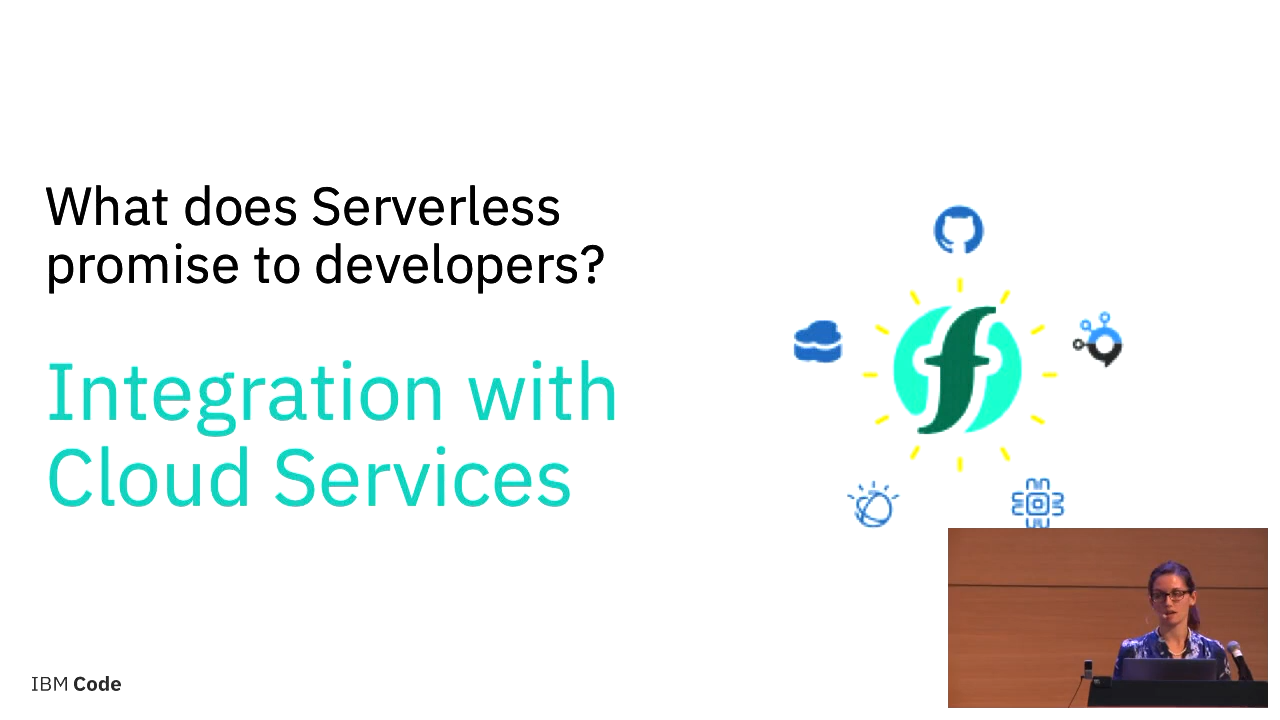 What does Serverless
promise to developers?
Integration with
Cloud Services
f
IBM Code